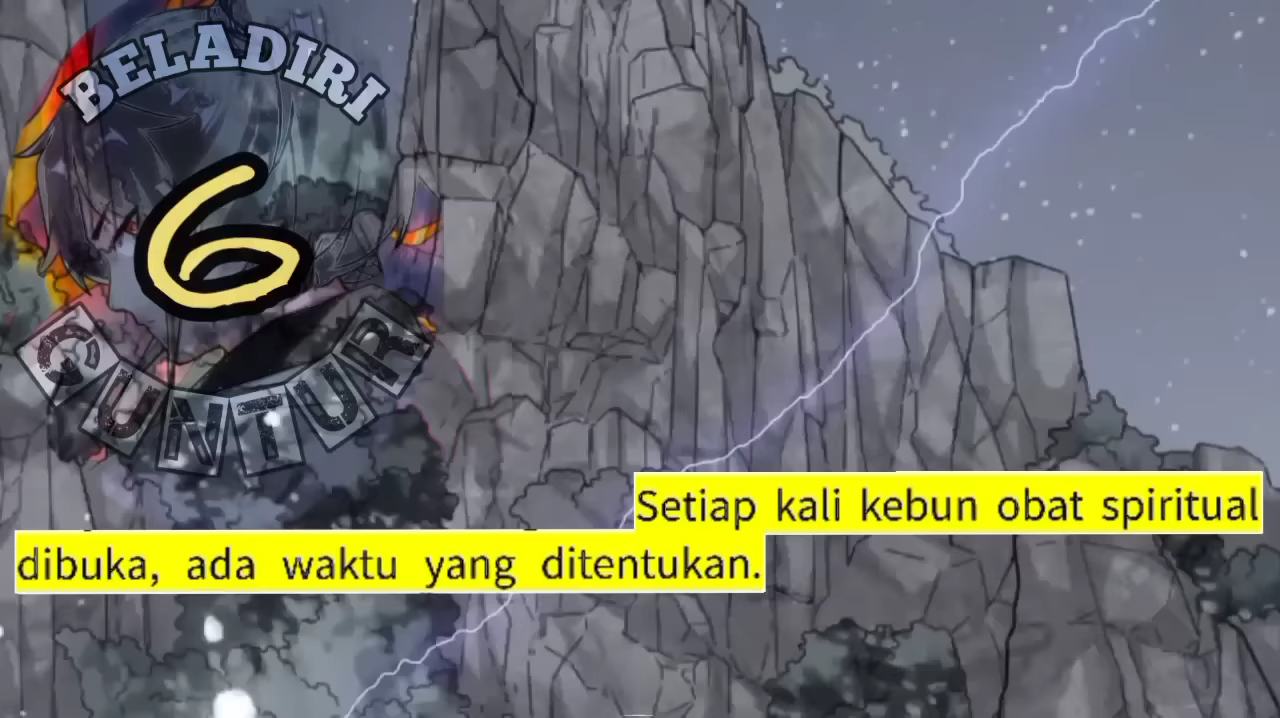 BELADIRI
6
GUNTUR
Setiap kali kebun obat spiritual
dibuka, ada waktu yang ditentukan.